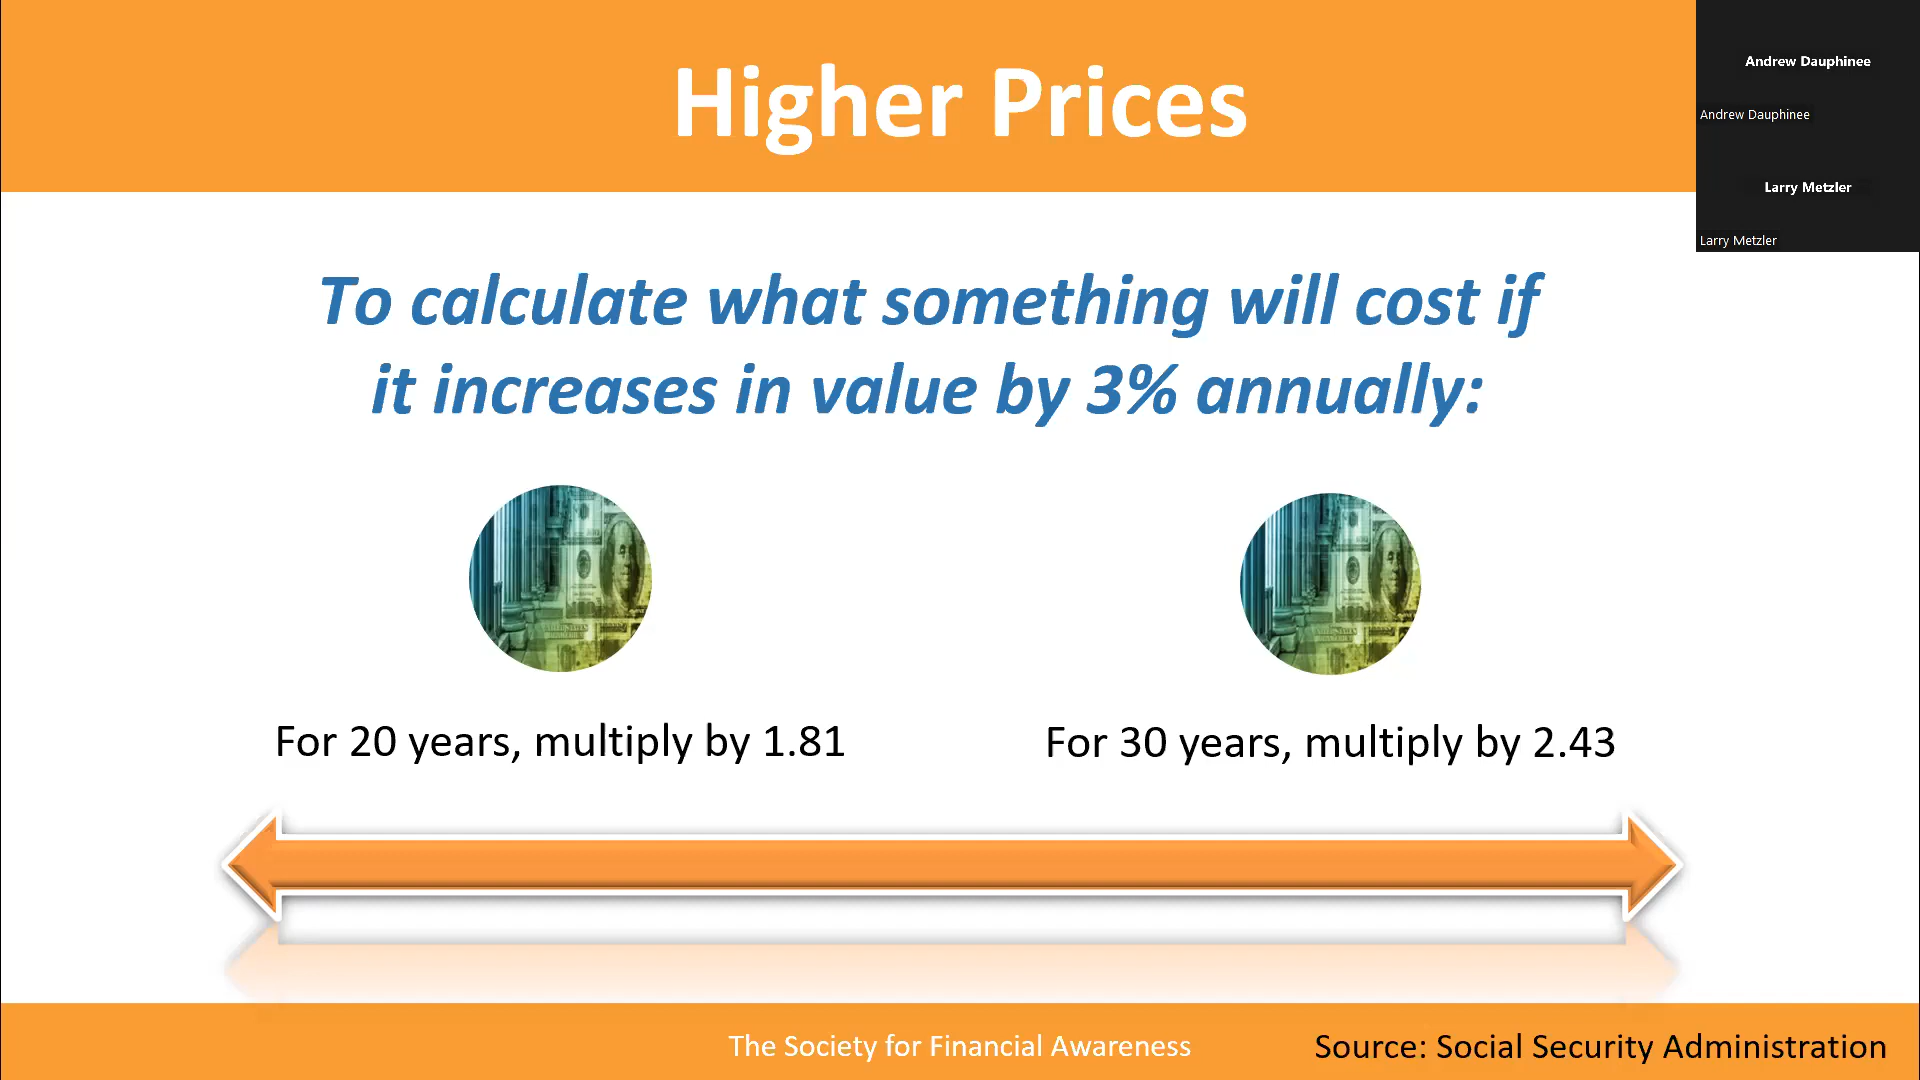 Higher Prices
Andrew Dauphinee
Andrew Dauphinee
Larry Metzler
Larry Metzler
To calculate what something will cost if
it increases in value by 3% annually:
For 20 years, multiply by 1.81
For 30 years, multiply by 2.43
The Society for Financial Awareness
Source: Social Security Administration